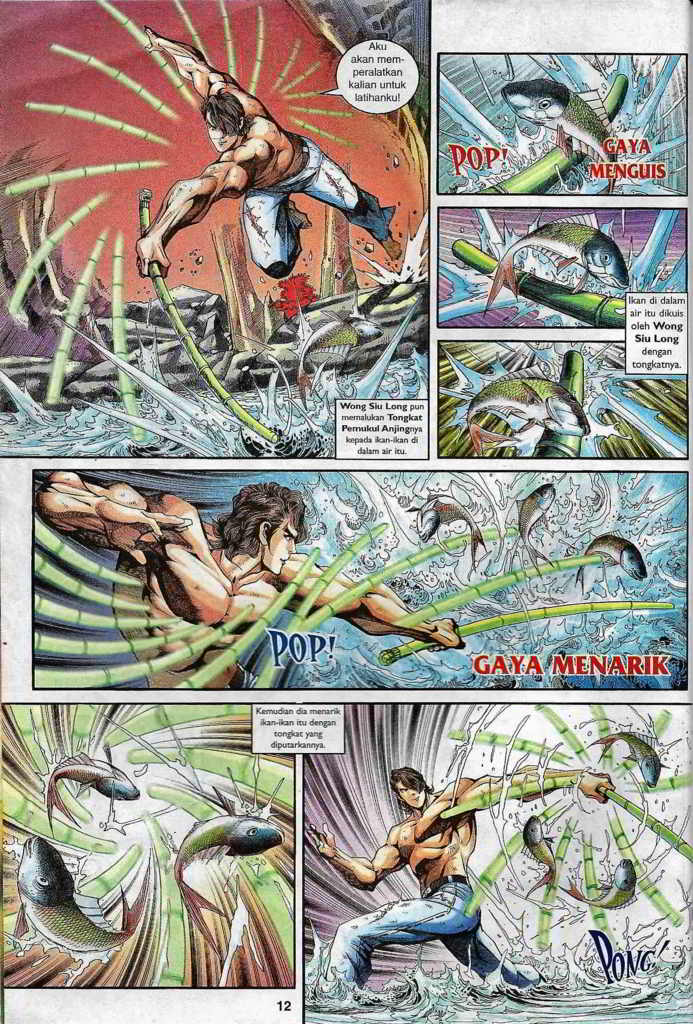 Aku
akan mem-
peralatkan
kalian untuk
latihanku!
Wong Siu Long pun
memalukan Tongkat
Pemukul Anjingnya
kepada ikan-ikan di
dalam air itu.
POP!
GAYA
MENGUIS
Ikan di dalam
air itu dikuis
oleh Wong
Siu Long
dengan
tongkatnya.
POP!
GAYA MENARIK
Kemudian dia menarik
ikan-ikan itu dengan
tongkat yang
diputarkannya.
PONG!
12